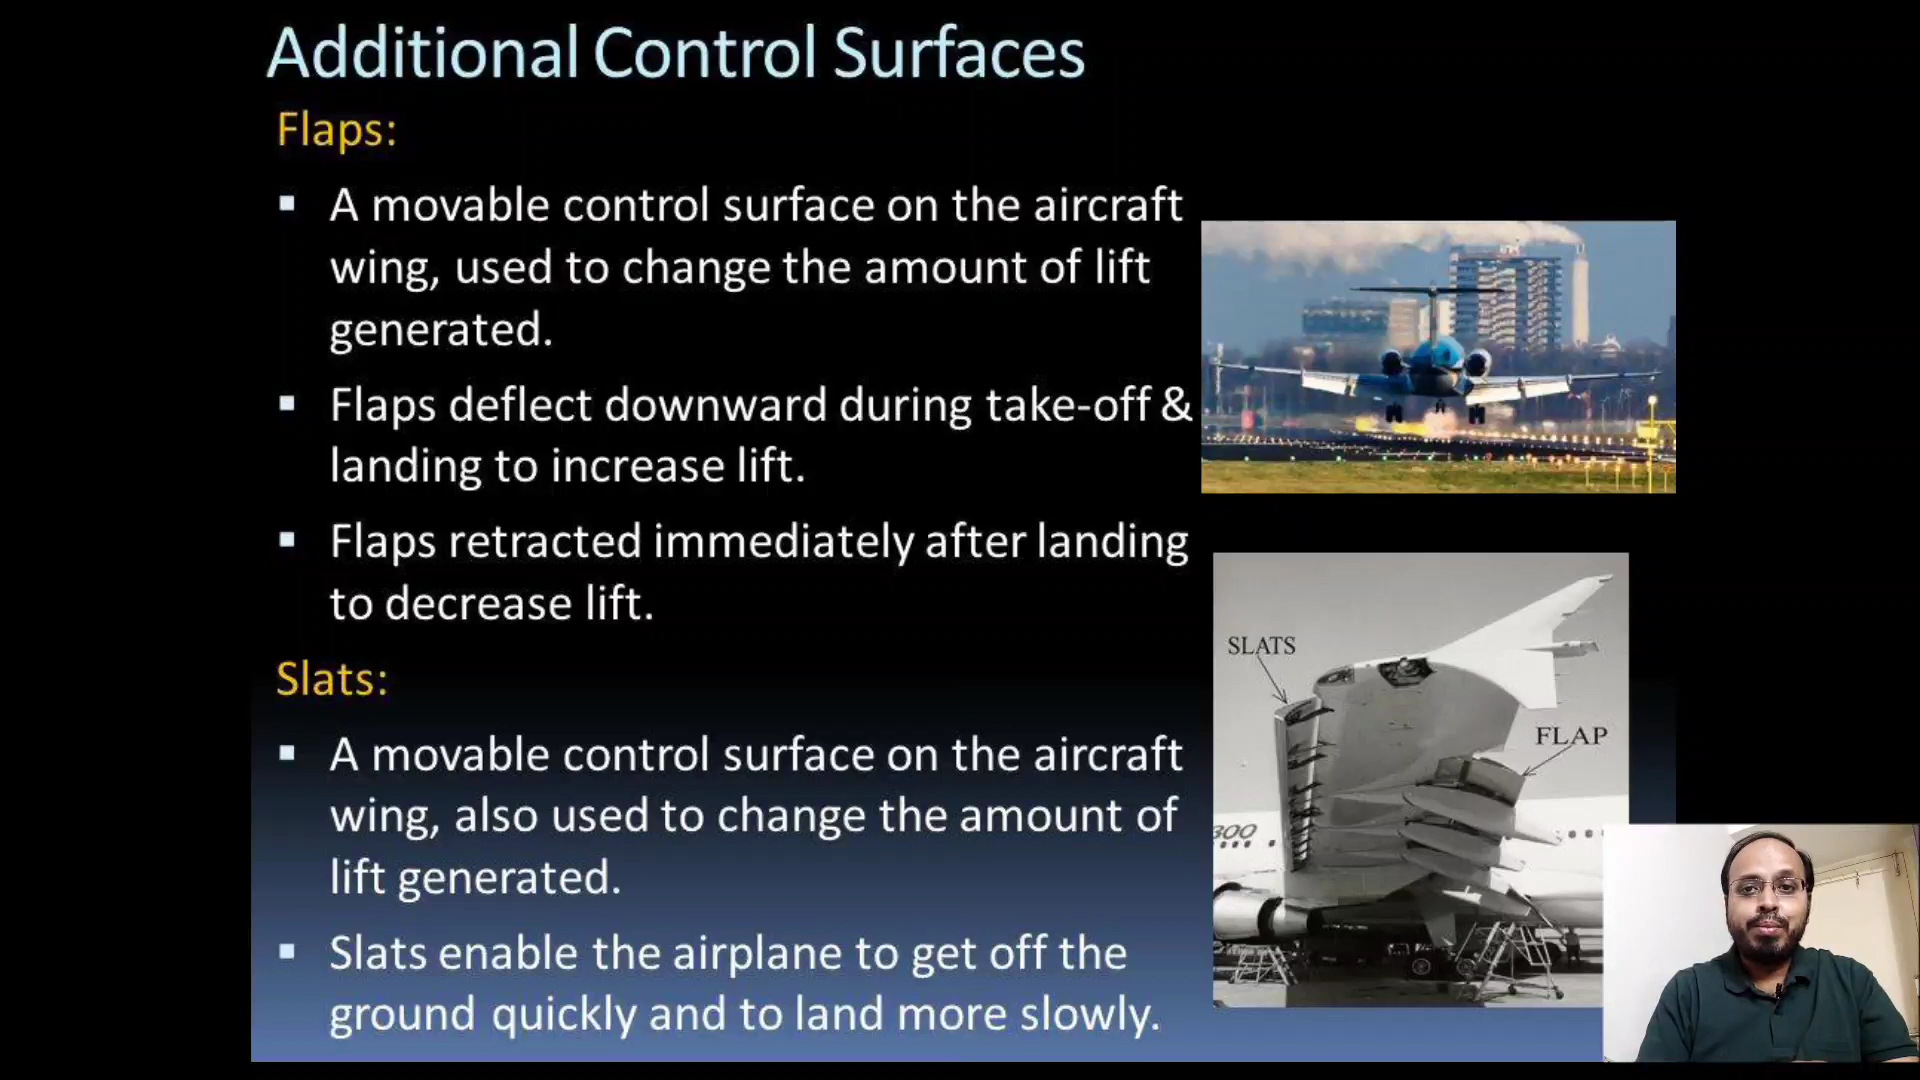 Additional Control Surfaces
Flaps:
▪ A movable control surface on the aircraft
wing, used to change the amount of lift
generated.
▪ Flaps deflect downward during take-off &
landing to increase lift.
▪ Flaps retracted immediately after landing
to decrease lift.
Slats:
▪ A movable control surface on the aircraft
wing, also used to change the amount of
lift generated.
▪ Slats enable the airplane to get off the
ground quickly and to land more slowly.
SLATS
FLAP
300